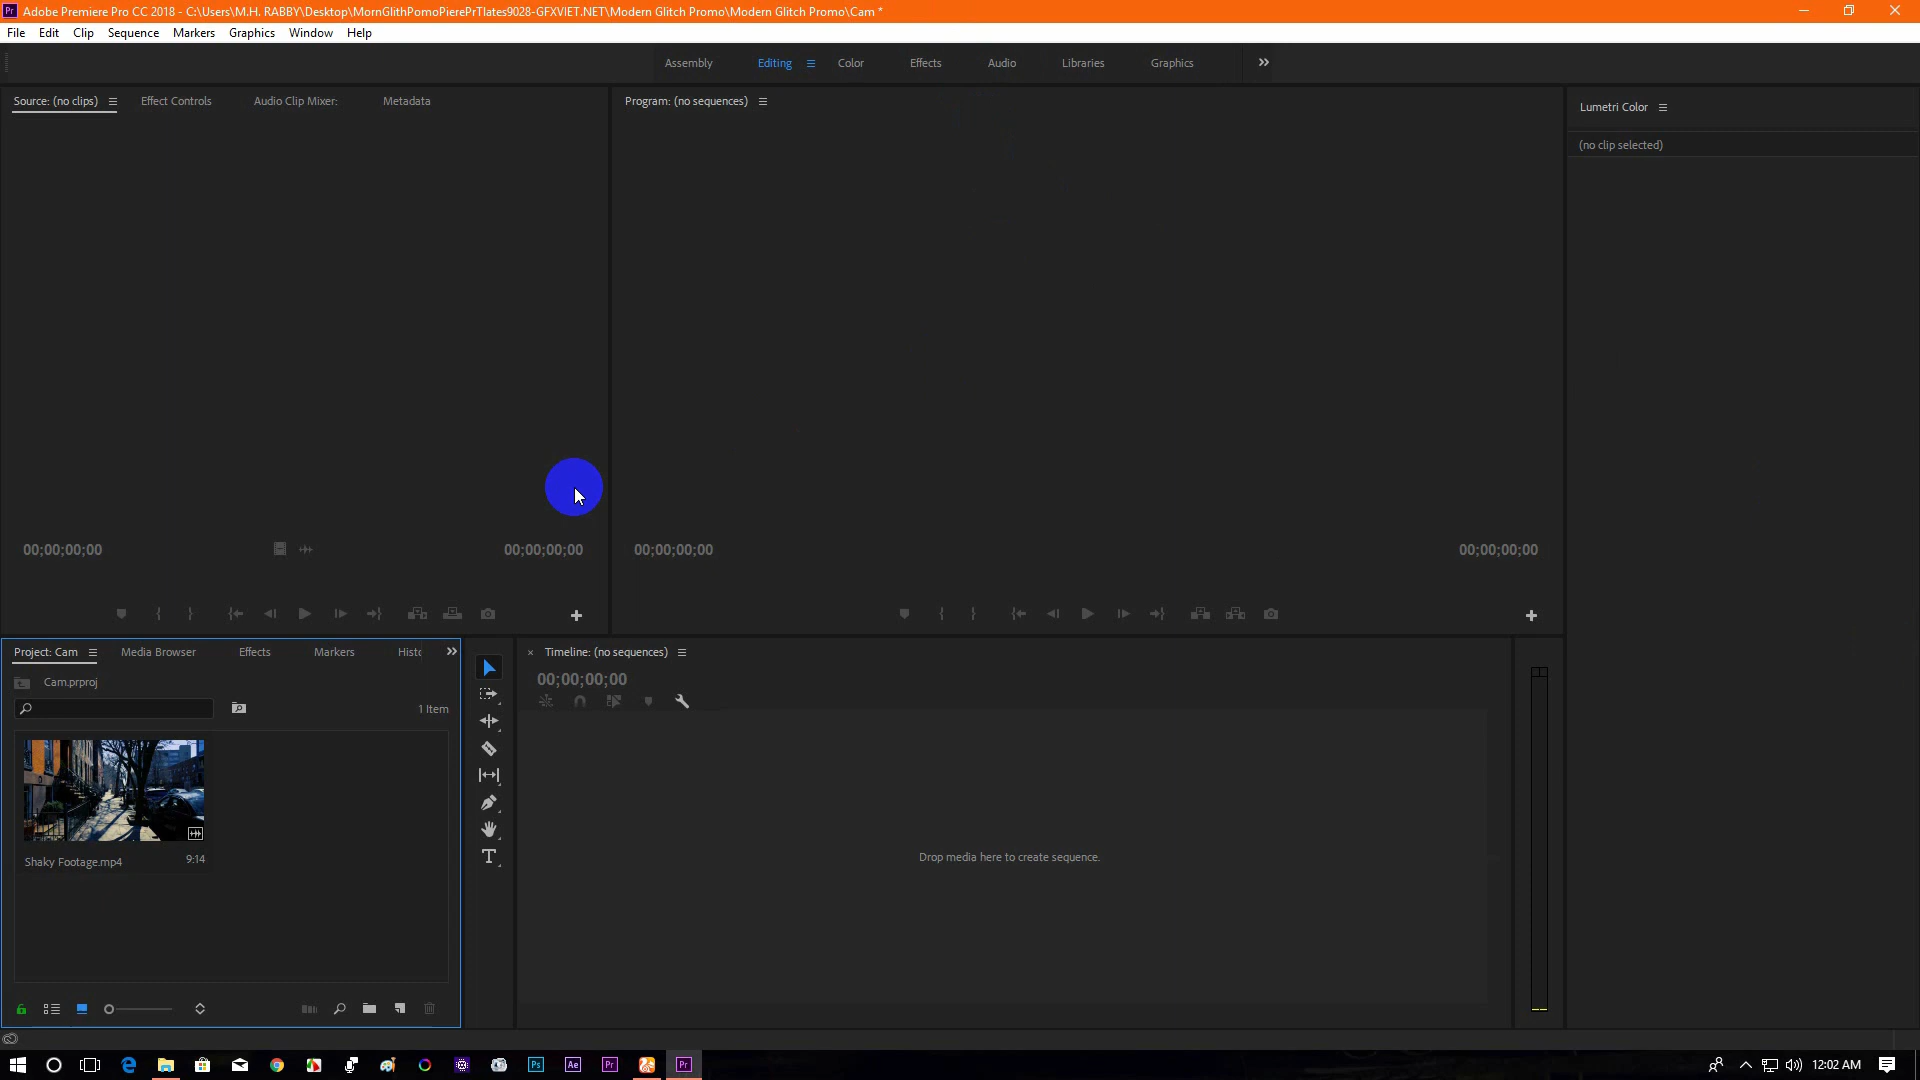 Pr Adobe Premiere Pro CC 2018 - C:\Users\M.H. RABBY\Desktop\MornGlithPomoPierePrTlates9028-GFXVIET.NET\Modern Glitch Promo\Modern Glitch Promo\Cam *
File Edit Clip Sequence Markers Graphics Window Help
Assembly Editing Color Effects Audio Libraries Graphics
Source: (no clips) Effect Controls Audio Clip Mixer: Metadata
Program: (no sequences)
Lumetri Color
(no clip selected)
00;00;00;00 00;00;00;00
00;00;00;00 00;00;00;00
Project: Cam Media Browser Effects Markers Histo
Cam.prproj
1 Item
Shaky Footage.mp4 9:14
Timeline: (no sequences)
00;00;00;00
Drop media here to create sequence.
Ps Ae Pr Pr
12:02 AM